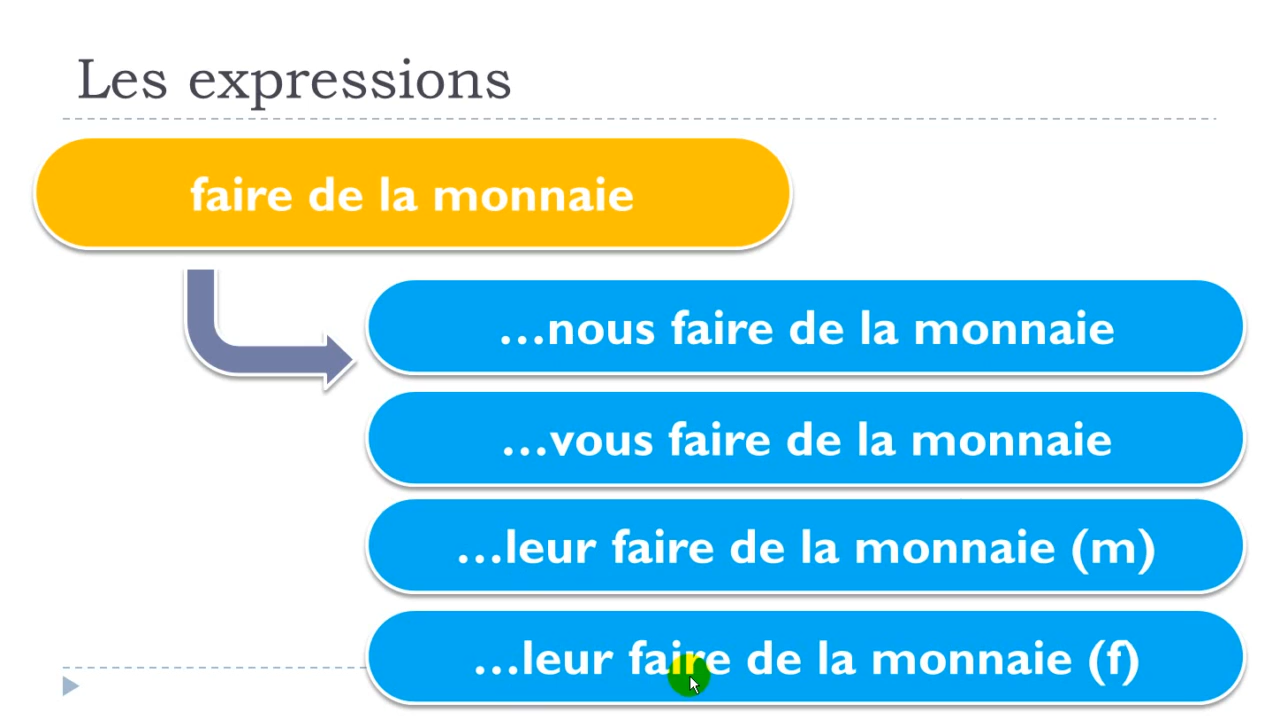 Les expressions
faire de la monnaie
...nous faire de la monnaie
...vous faire de la monnaie
...leur faire de la monnaie (m)
...leur faire de la monnaie (f)